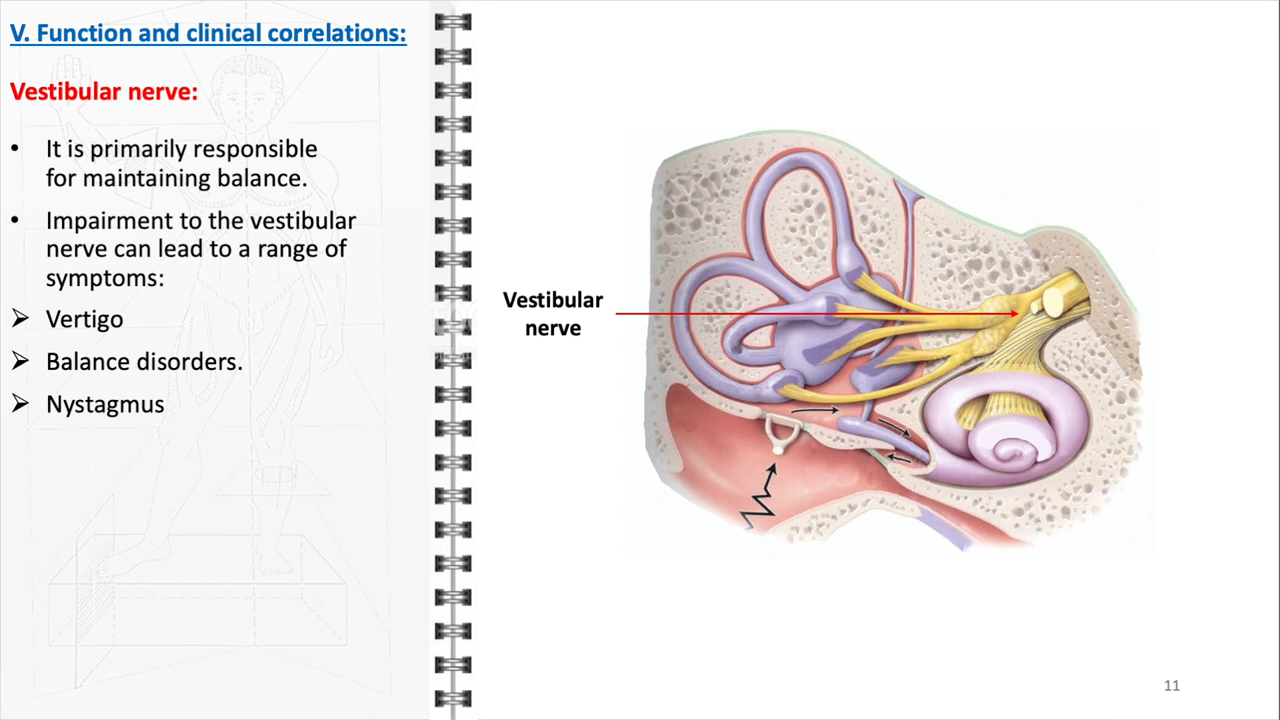 V. Function and clinical correlations:
Vestibular nerve:
• It is primarily responsible
for maintaining balance.
• Impairment to the vestibular
nerve can lead to a range of
symptoms:
➢ Vertigo
➢ Balance disorders.
➢ Nystagmus
Vestibular
nerve
11